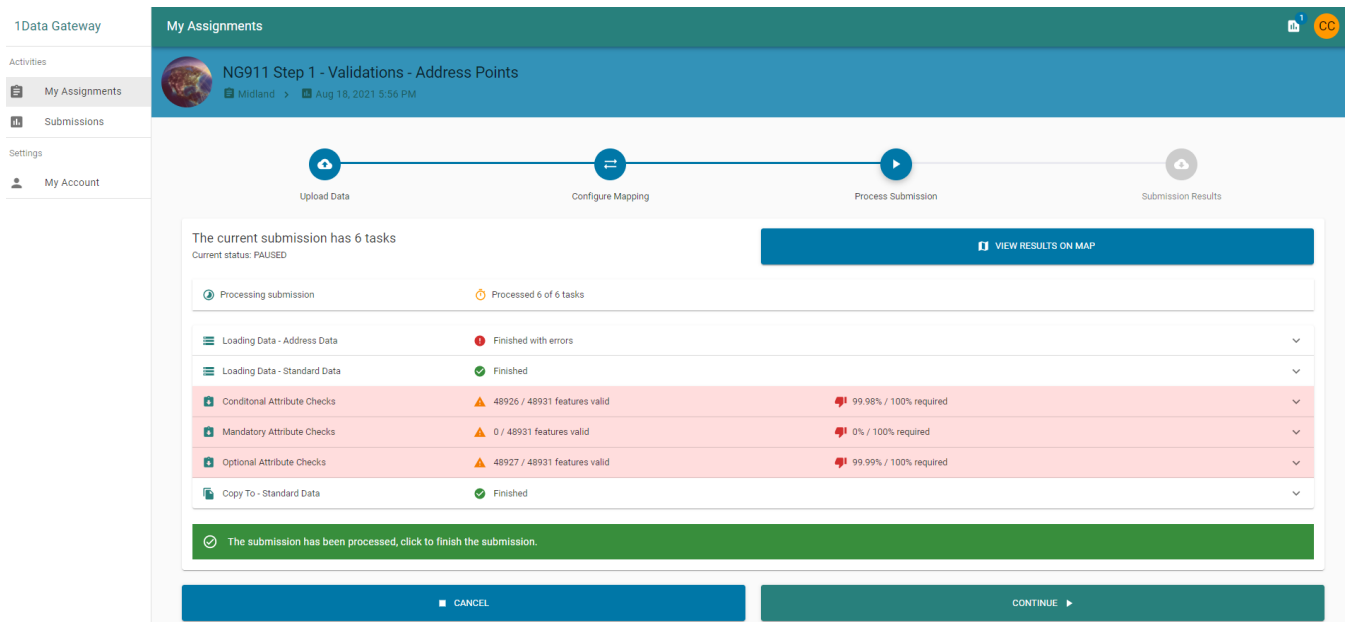 1Data Gateway
My Assignments
1
CC
Activities
My Assignments
Submissions
Settings
My Account
NG911 Step 1 - Validations - Address Points
Midland > Aug 18, 2021 5:56 PM
Upload Data
Configure Mapping
Process Submission
Submission Results
The current submission has 6 tasks
Current status: PAUSED
VIEW RESULTS ON MAP
Processing submission Processed 6 of 6 tasks
Loading Data - Address Data Finished with errors
Loading Data - Standard Data Finished
Conditonal Attribute Checks 48926 / 48931 features valid 99.98% / 100% required
Mandatory Attribute Checks 0 / 48931 features valid 0% / 100% required
Optional Attribute Checks 48927 / 48931 features valid 99.99% / 100% required
Copy To - Standard Data Finished
The submission has been processed, click to finish the submission.
CANCEL
CONTINUE